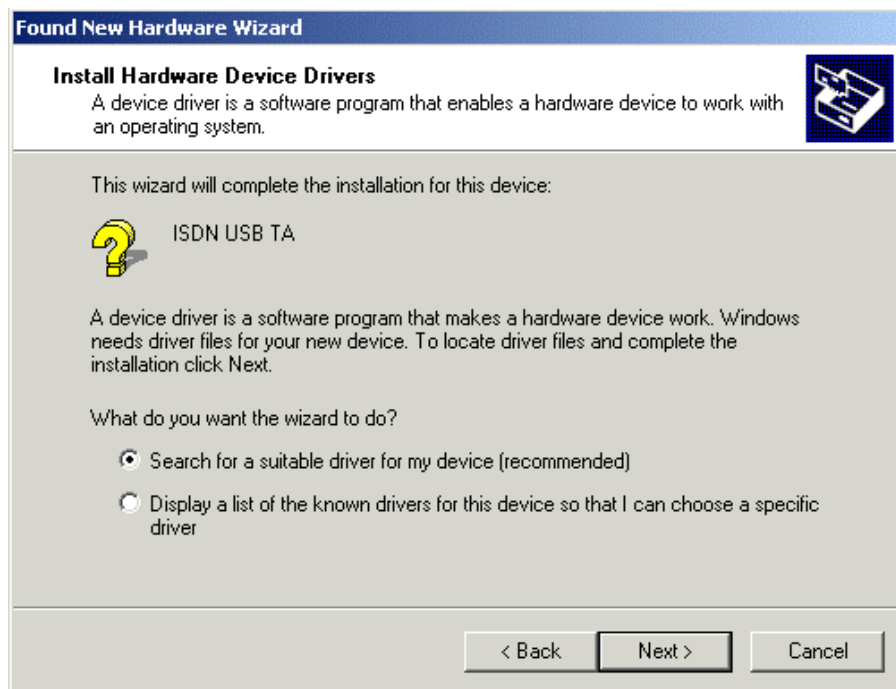 Found New Hardware Wizard
Install Hardware Device Drivers
A device driver is a software program that enables a hardware device to work with
an operating system.
This wizard will complete the installation for this device:
ISDN USB TA
A device driver is a software program that makes a hardware device work. Windows
needs driver files for your new device. To locate driver files and complete the
installation click Next.
What do you want the wizard to do?
Search for a suitable driver for my device (recommended)
Display a list of the known drivers for this device so that I can choose a specific
driver
< Back
Next >
Cancel